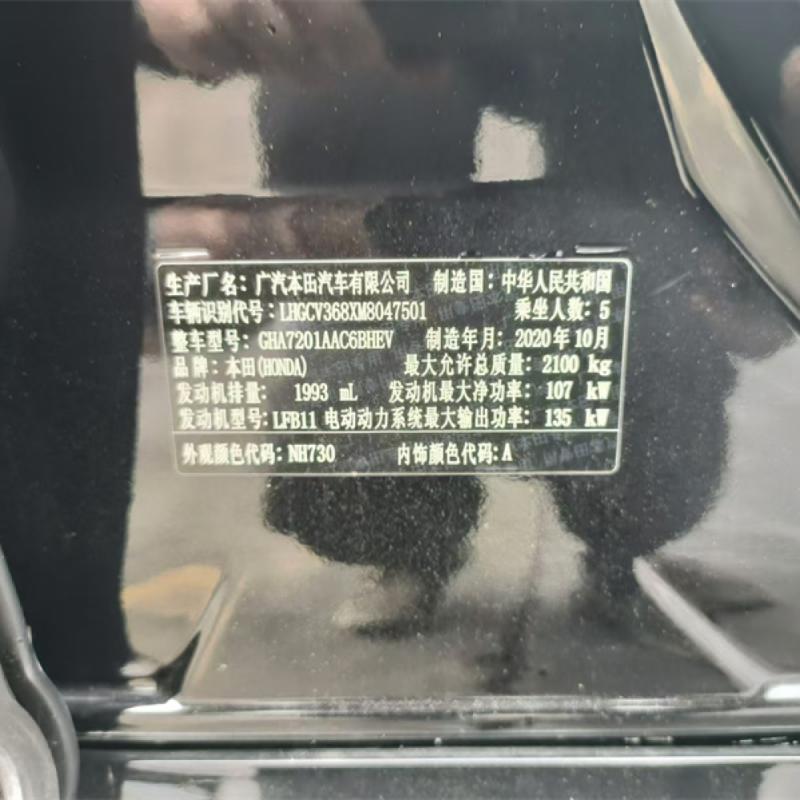 生产厂名：广汽本田汽车有限公司 制造国：中华人民共和国
车辆识别代号：LHGCV368XM8047501 乘坐人数：5
整车型号：GHA7201AAC6BHEV 制造年月：2020年10月
品牌：本田(HONDA) 最大允许总质量：2100 kg
发动机排量： 1993 mL 发动机最大净功率： 107 kW
发动机型号：LFB11 电动动力系统最大输出功率： 135 kW
外观颜色代码：NH730 内饰颜色代码：A